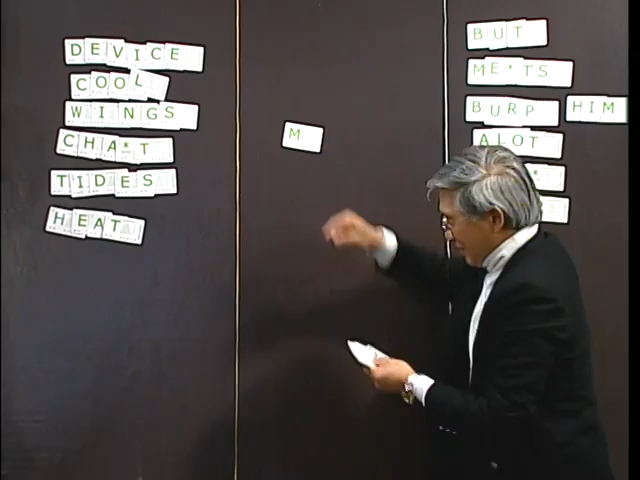 DEVICE
COOL
WINGS
CHA*T
TIDES
HEAT
M
BUT
ME*TS
BURP HIM
ALOT
*